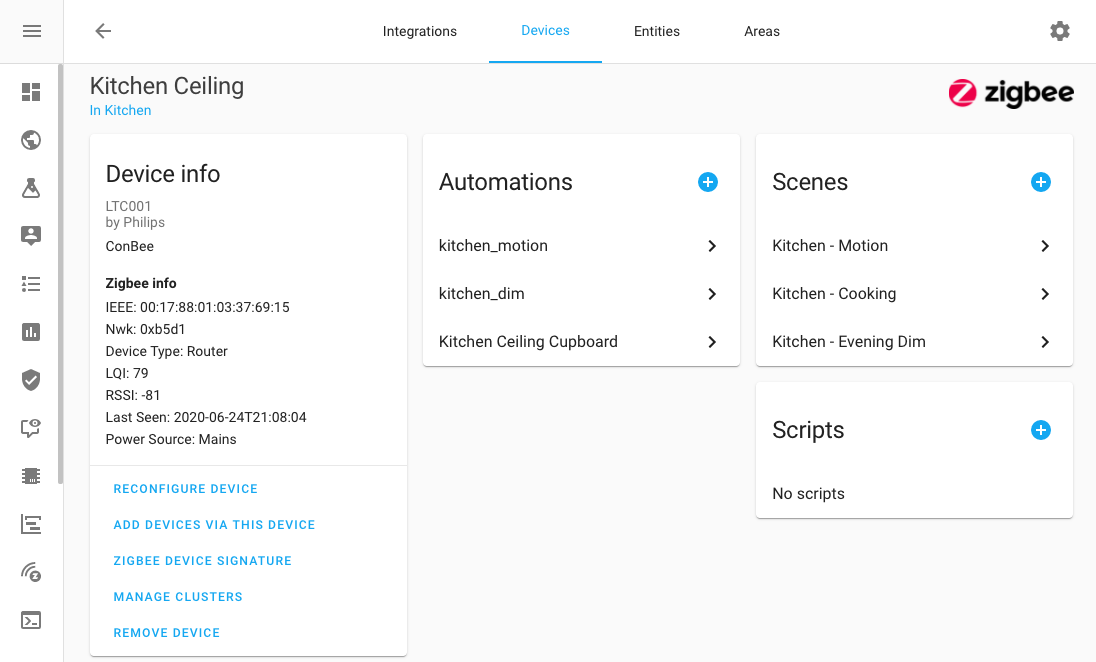 Integrations
Devices
Entities
Areas
Kitchen Ceiling
In Kitchen
zigbee
Device info
LTC001
by Philips
ConBee
Zigbee info
IEEE: 00:17:88:01:03:37:69:15
Nwk: 0xb5d1
Device Type: Router
LQI: 79
RSSI: -81
Last Seen: 2020-06-24T21:08:04
Power Source: Mains
RECONFIGURE DEVICE
ADD DEVICES VIA THIS DEVICE
ZIGBEE DEVICE SIGNATURE
MANAGE CLUSTERS
REMOVE DEVICE
Automations
kitchen_motion
kitchen_dim
Kitchen Ceiling Cupboard
Scenes
Kitchen - Motion
Kitchen - Cooking
Kitchen - Evening Dim
Scripts
No scripts